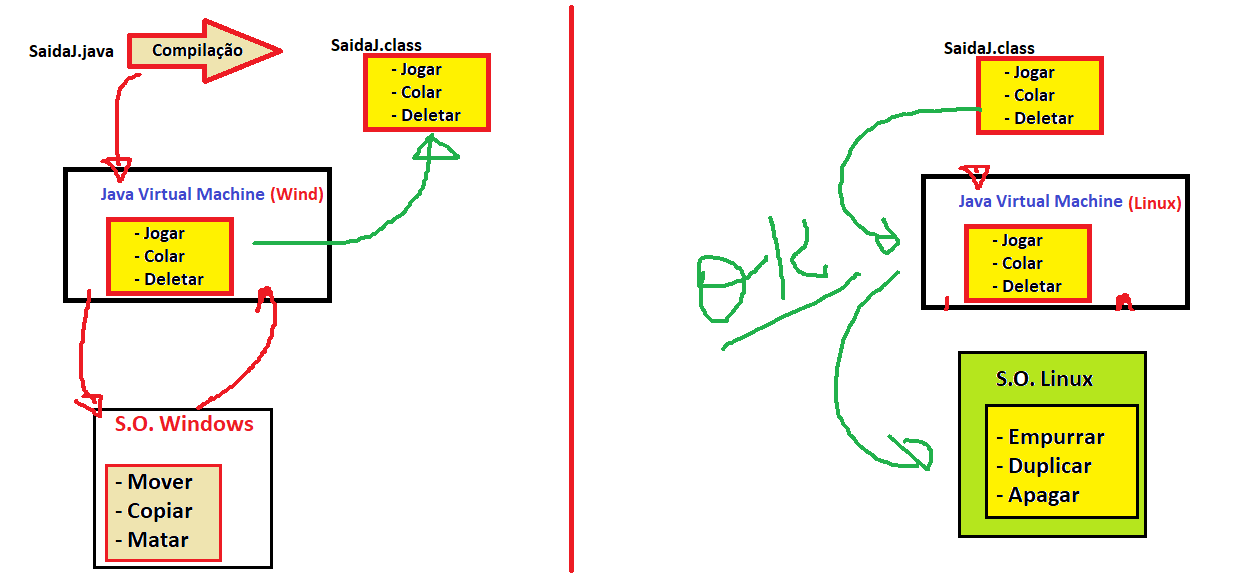 SaidaJ.java
Compilação
SaidaJ.class
- Jogar
- Colar
- Deletar
Java Virtual Machine (Wind)
- Jogar
- Colar
- Deletar
S.O. Windows
- Mover
- Copiar
- Matar
SaidaJ.class
- Jogar
- Colar
- Deletar
Java Virtual Machine (Linux)
- Jogar
- Colar
- Deletar
OK
S.O. Linux
- Empurrar
- Duplicar
- Apagar